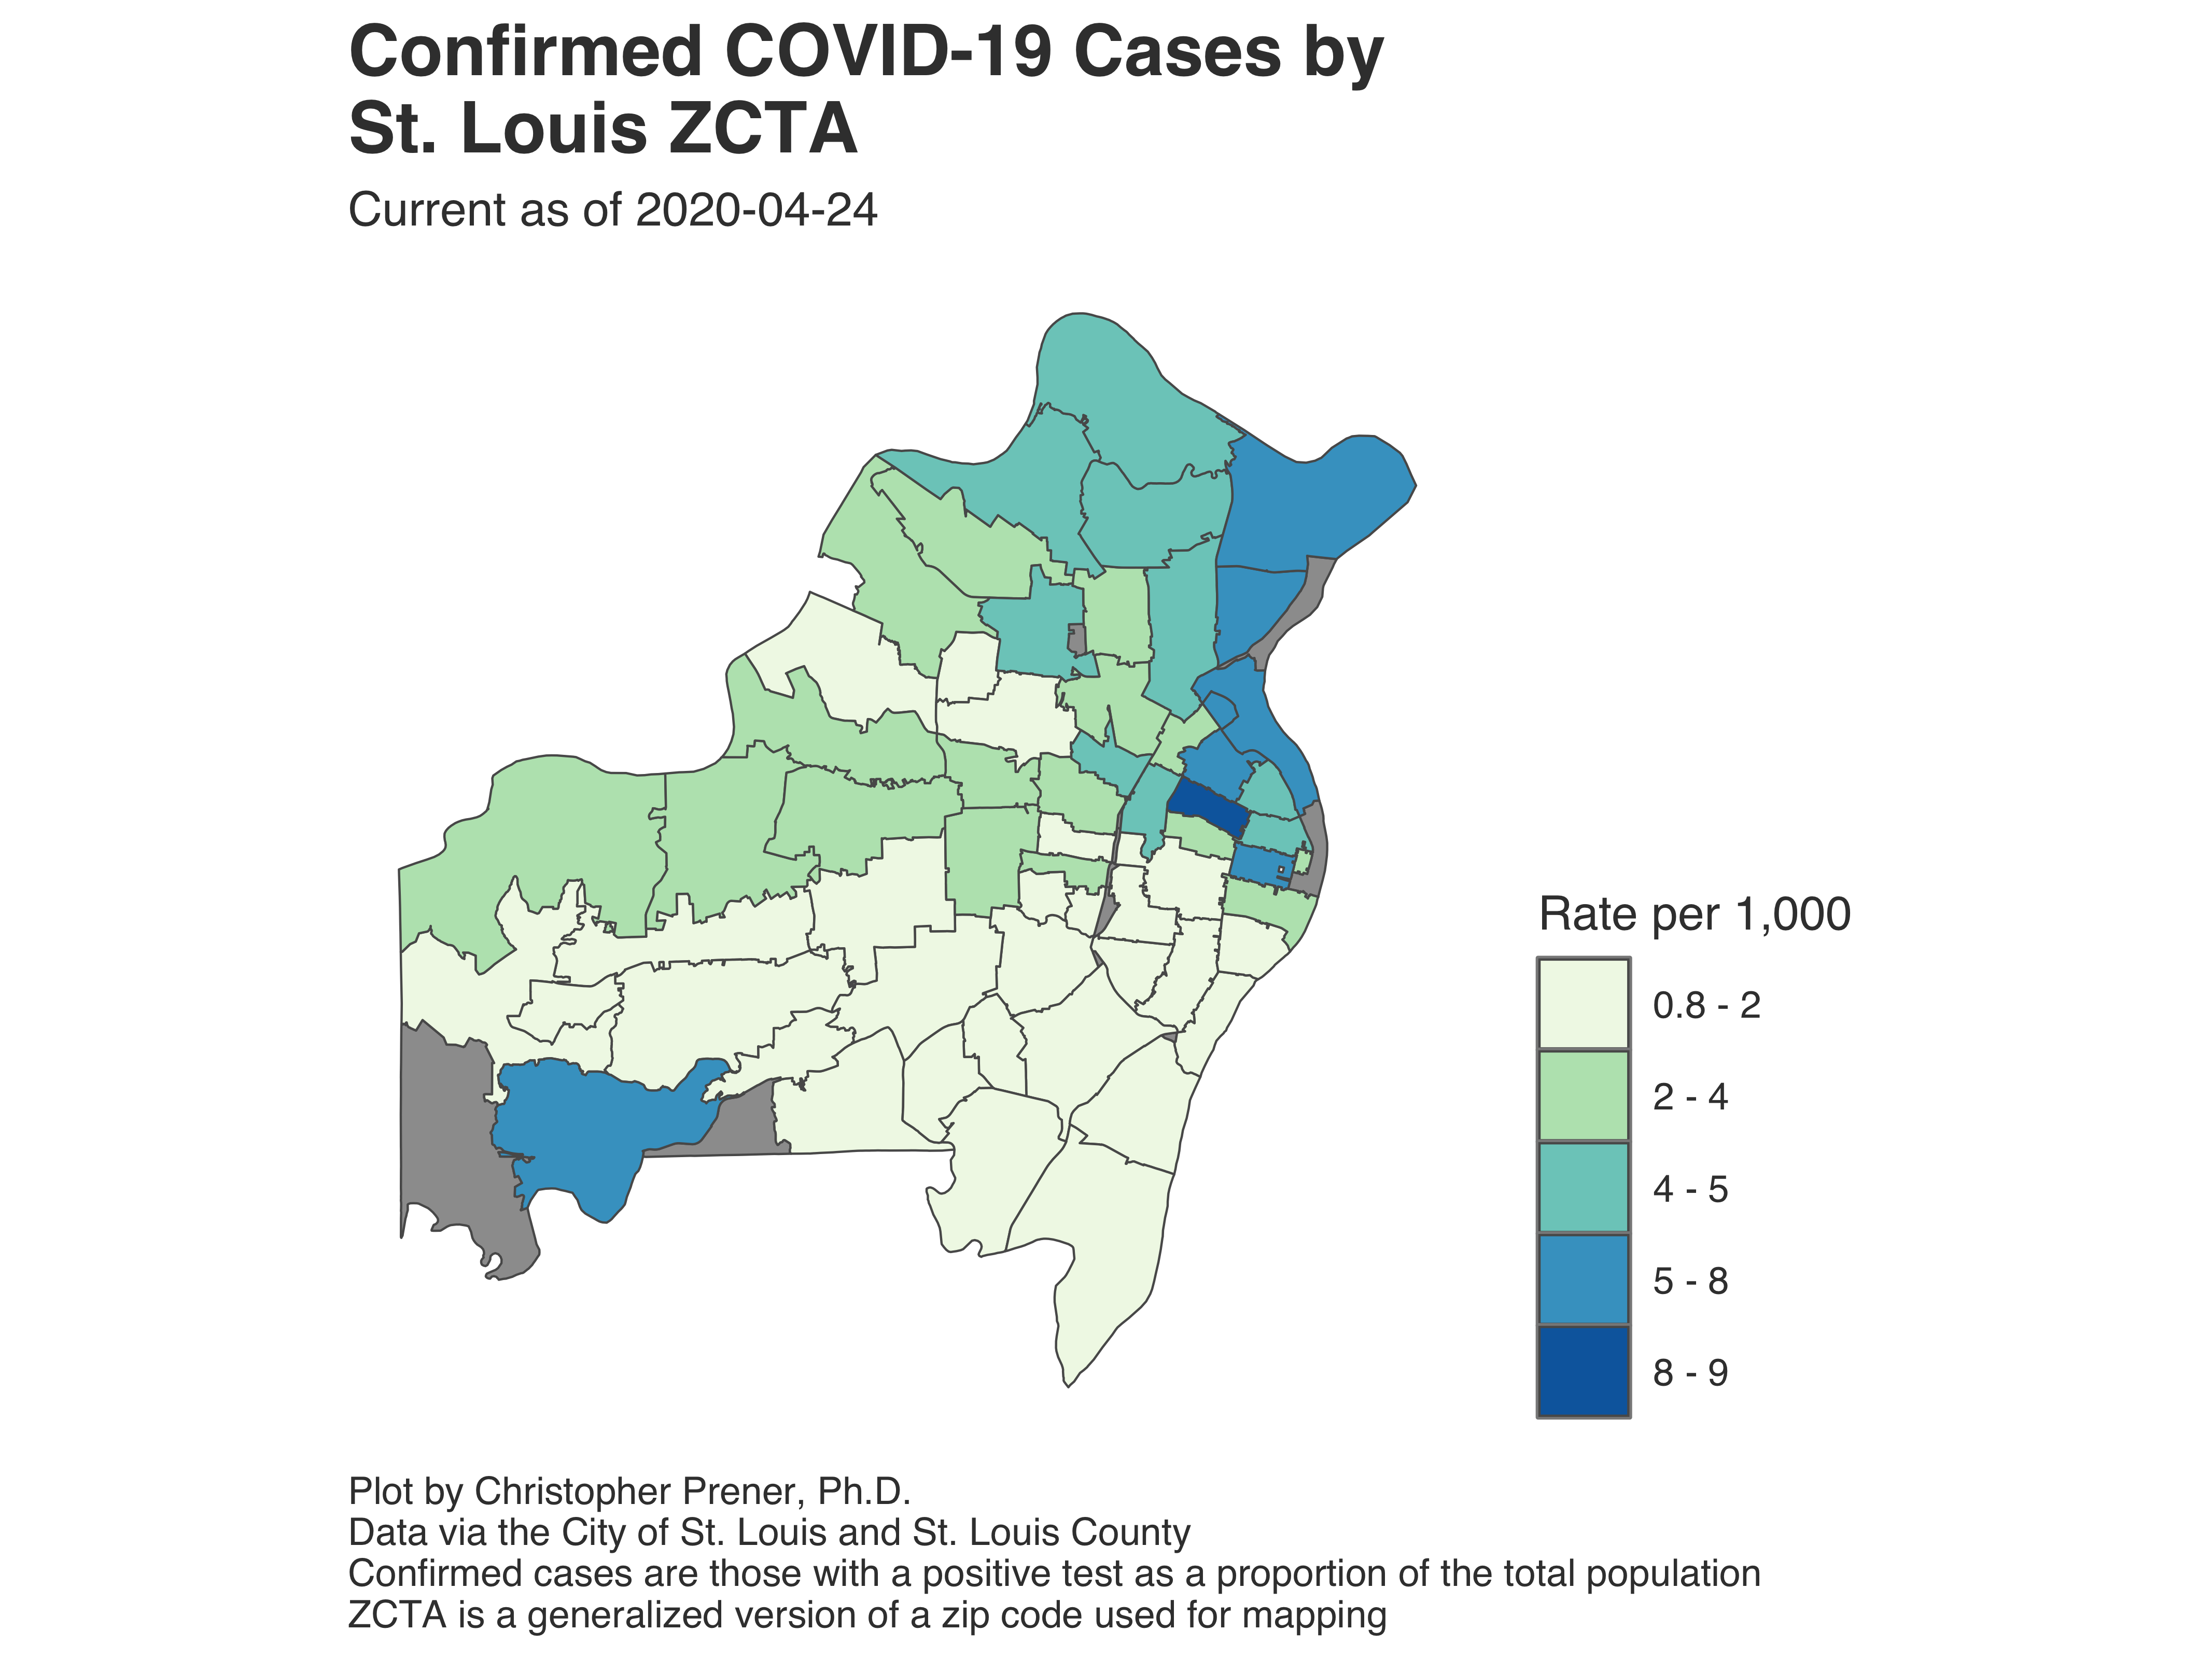 Confirmed COVID-19 Cases by
St. Louis ZCTA
Current as of 2020-04-24
Rate per 1,000
0.8 - 2
2 - 4
4 - 5
5 - 8
8 - 9
Plot by Christopher Prener, Ph.D.
Data via the City of St. Louis and St. Louis County
Confirmed cases are those with a positive test as a proportion of the total population
ZCTA is a generalized version of a zip code used for mapping